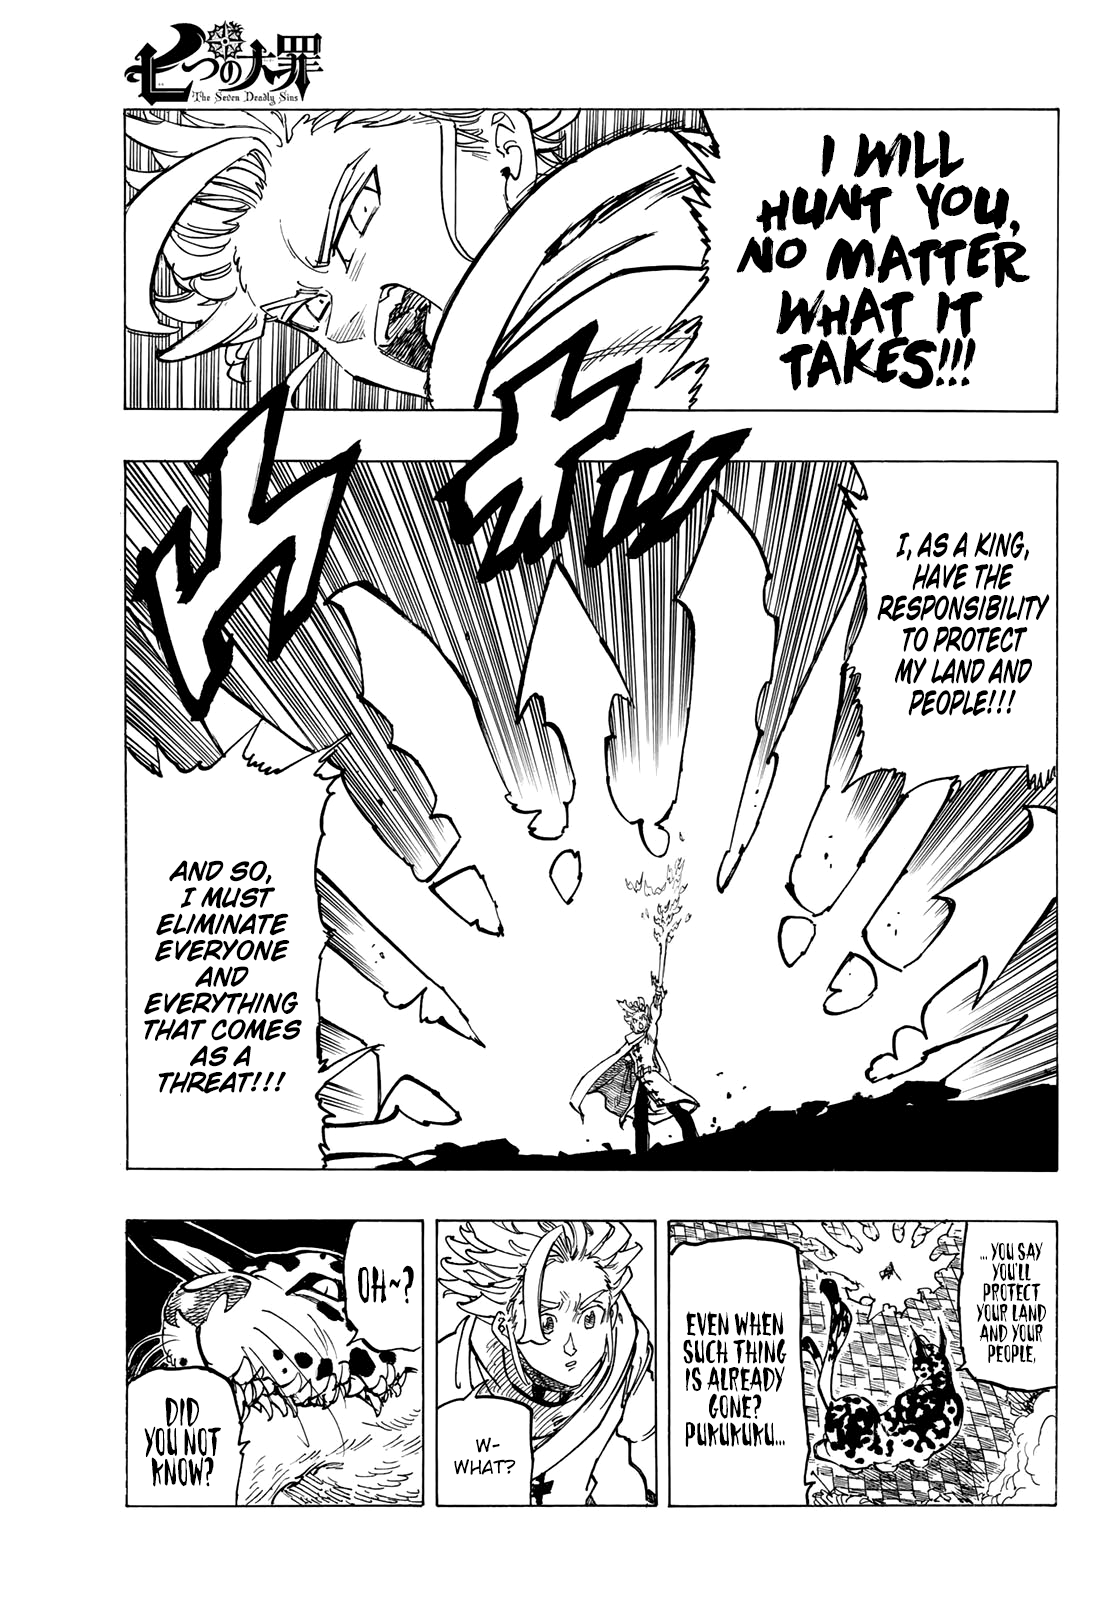 七つの大罪
The Seven Deadly Sins
I WILL
HUNT YOU,
NO MATTER
WHAT IT
TAKES!!!
I, AS A KING,
HAVE THE
RESPONSIBILITY
TO PROTECT
MY LAND AND
PEOPLE!!!
AND SO,
I MUST
ELIMINATE
EVERYONE
AND
EVERYTHING
THAT COMES
AS A
THREAT!!!
... YOU SAY
YOU'LL
PROTECT
YOUR LAND
AND YOUR
PEOPLE,
EVEN WHEN
SUCH THING
IS ALREADY
GONE?
PUKUKUKU...
W-
WHAT?
OH~?
DID
YOU NOT
KNOW?